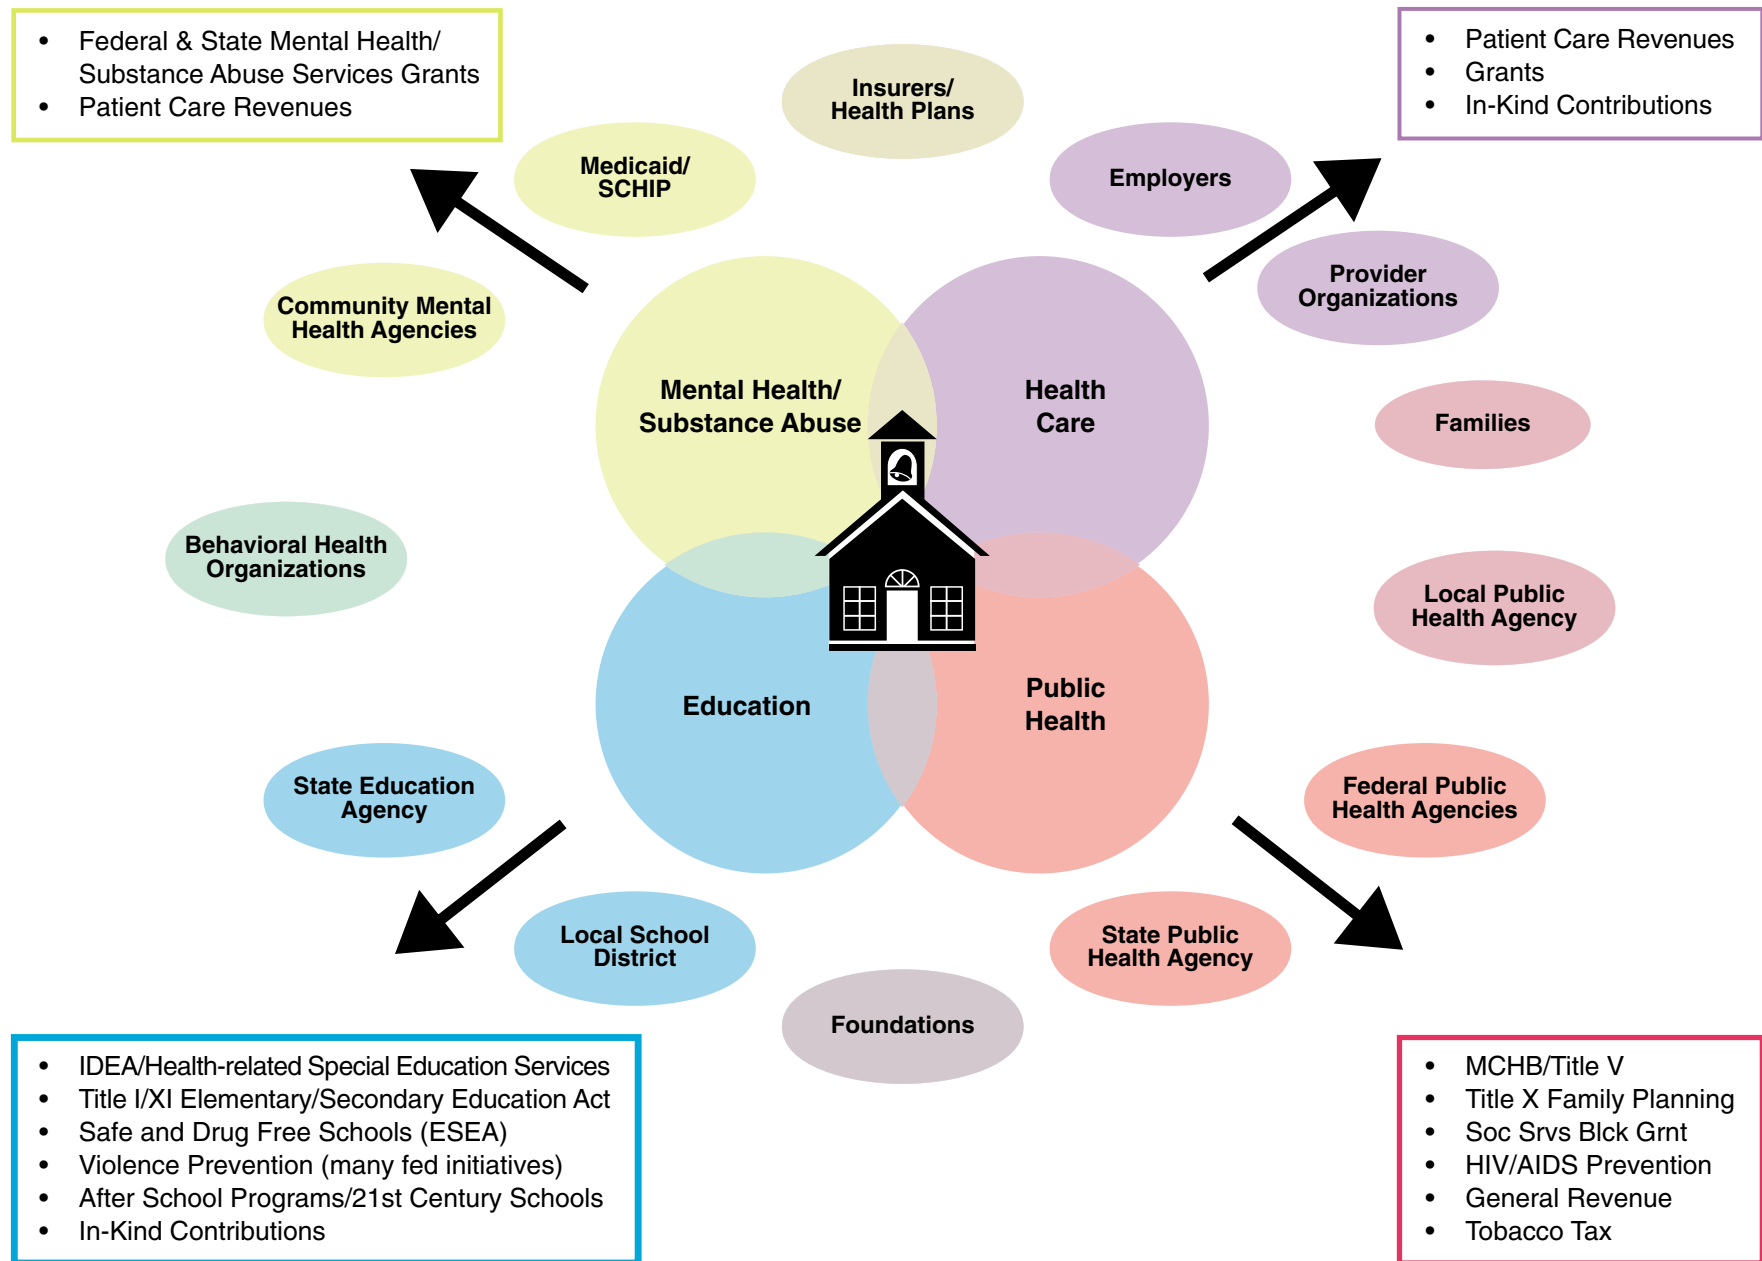 • Federal & State Mental Health/
Substance Abuse Services Grants
• Patient Care Revenues
• Patient Care Revenues
• Grants
• In-Kind Contributions
Insurers/
Health Plans
Medicaid/
SCHIP
Employers
Community Mental
Health Agencies
Provider
Organizations
Mental Health/
Substance Abuse
Health
Care
Families
Behavioral Health
Organizations
Local Public
Health Agency
Education
Public
Health
State Education
Agency
Federal Public
Health Agencies
Local School
District
State Public
Health Agency
Foundations
• IDEA/Health-related Special Education Services
• Title I/XI Elementary/Secondary Education Act
• Safe and Drug Free Schools (ESEA)
• Violence Prevention (many fed initiatives)
• After School Programs/21st Century Schools
• In-Kind Contributions
• MCHB/Title V
• Title X Family Planning
• Soc Srvs Blck Grnt
• HIV/AIDS Prevention
• General Revenue
• Tobacco Tax